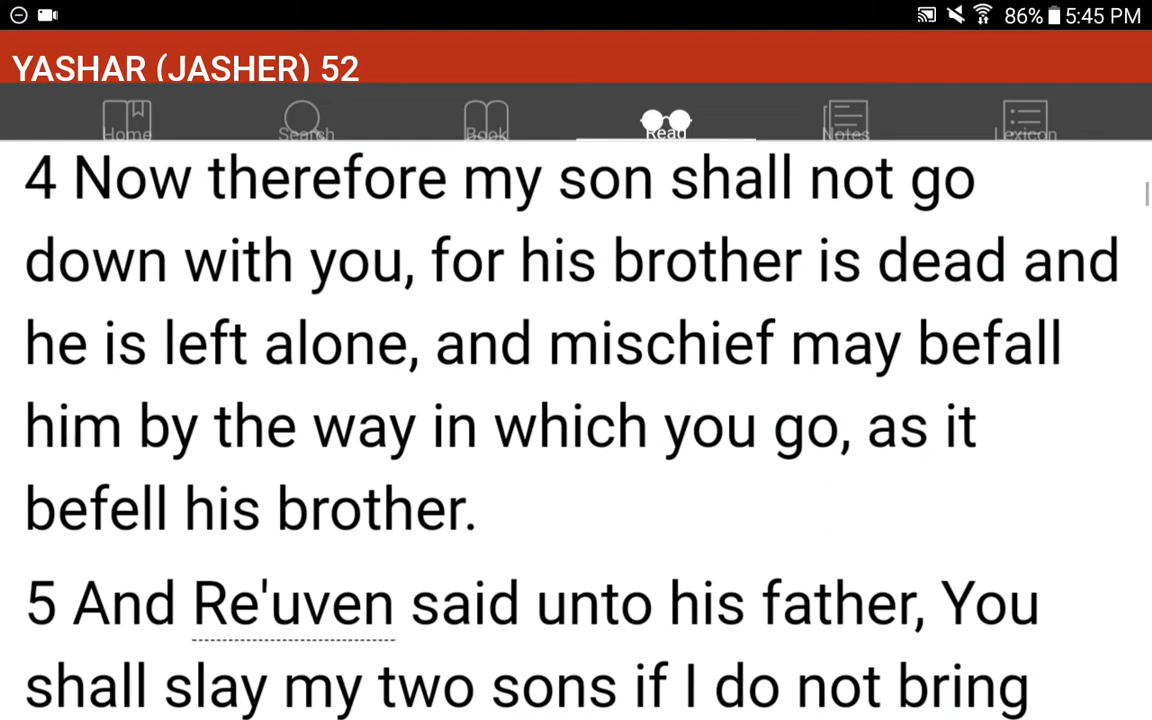 86% 5:45 PM
YASHAR (JASHER) 52
Home Search Book Read Notes Lexicon
4 Now therefore my son shall not go
down with you, for his brother is dead and
he is left alone, and mischief may befall
him by the way in which you go, as it
befell his brother.
5 And Re'uven said unto his father, You
shall slay my two sons if I do not bring